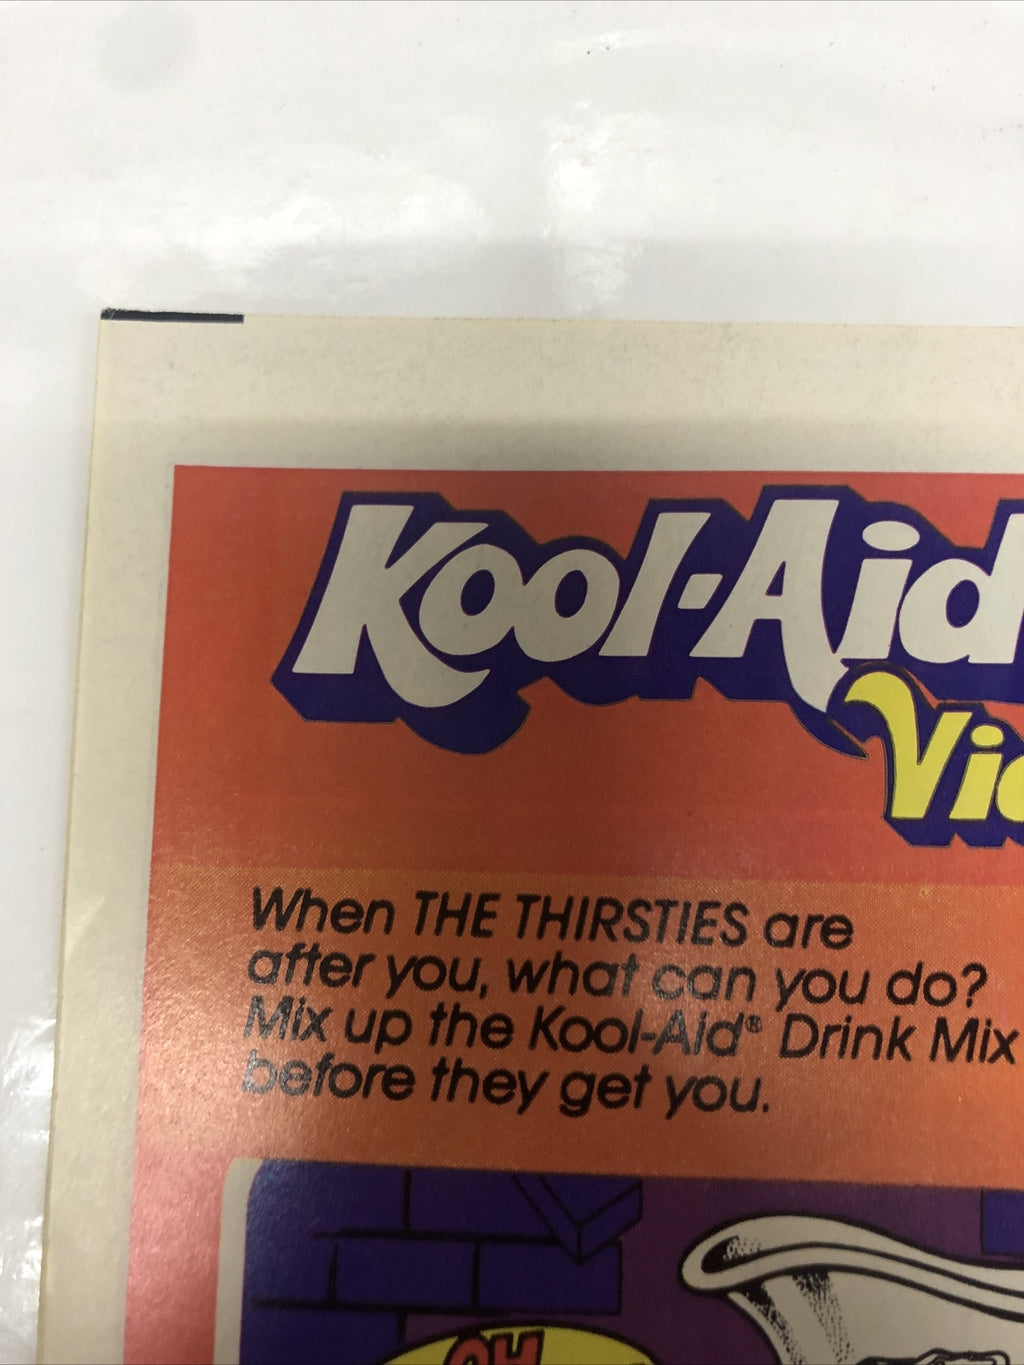 Kool-Aid
When THE THIRSTIES are
after you, what can you do?
Mix up the Kool-Aid® Drink Mix
before they get you.
OH